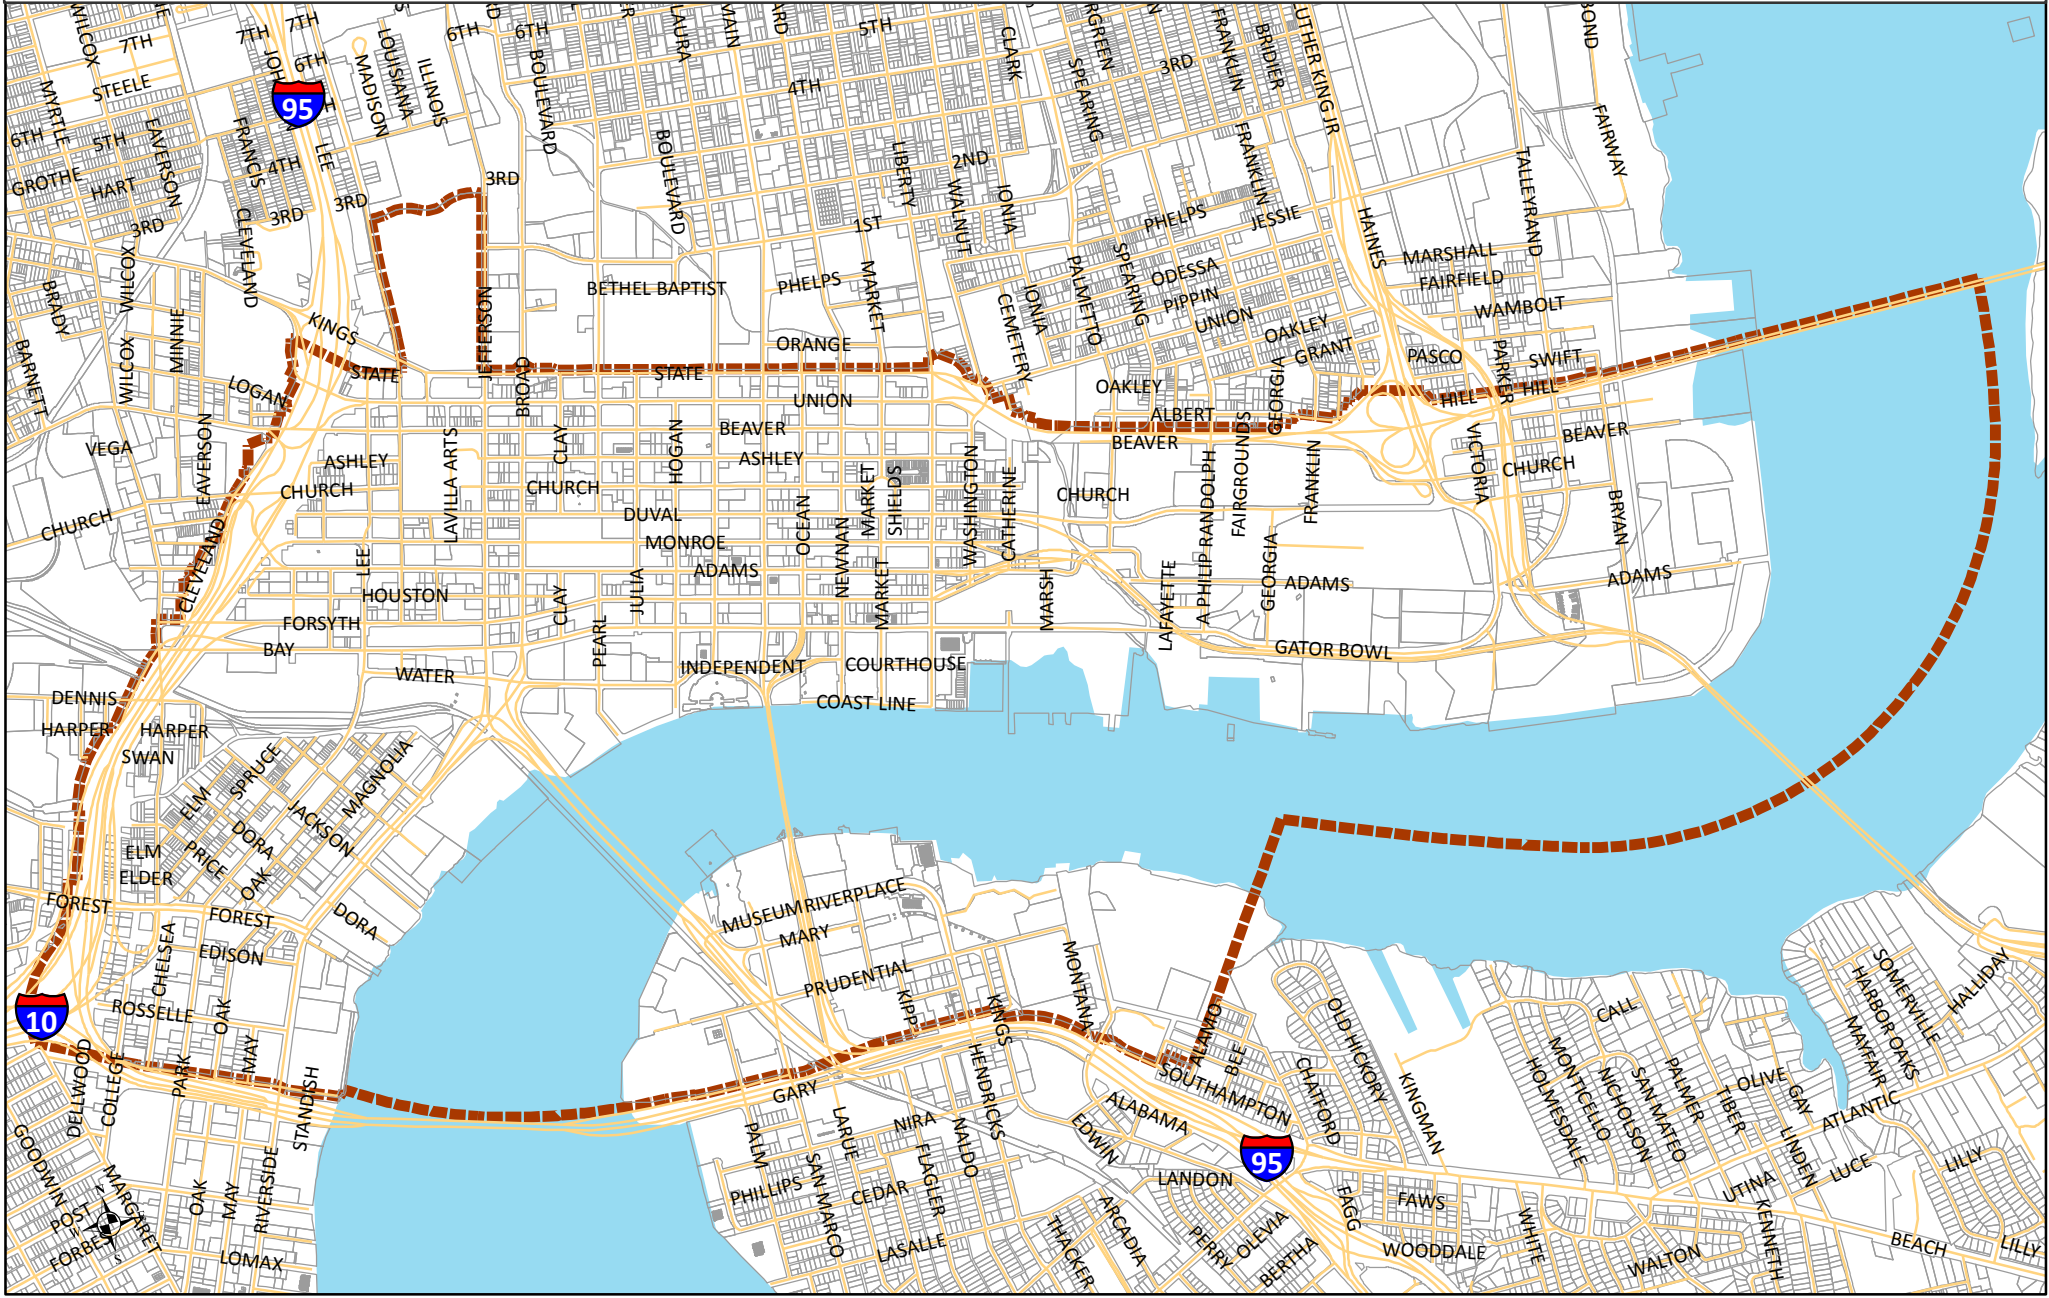 WILCOX
7TH
7TH
7TH
6TH
LOUISIANA
6TH
6TH
LAURA
MAIN
5TH
CLARK
FRANKLIN
BRIDIER
LUTHER KING JR
BOND
STEELE
MYRTLE
95
MADISON
ILLINOIS
BOULEVARD
4TH
SPEARING
3RD
FAIRWAY
6TH
5TH
EAVERSON
FRANCIS
4TH
LEE
3RD
BOULEVARD
LIBERTY
2ND
WALNUT
IONIA
FRANKLIN
TALLEYRAND
GROTHE
HART
3RD
CLEVELAND
3RD
3RD
1ST
PHELPS
JESSIE
HAINES
MARSHALL
FAIRFIELD
WAMBOLT
BRADY
WILCOX
BETHEL BAPTIST
PHELPS
MARKET
CEMETERY
IONIA
PALMETTO
SPEARING
ODESSA
PIPPIN
UNION
OAKLEY
GRANT
BARNETT
WILCOX
MINNIE
LOGAN
KINGS
STATE
JEFFERSON
BROAD
STATE
ORANGE
UNION
OAKLEY
ALBERT
GEORGIA
PASCO
PARKER
SWIFT
HILL
HILL
VEGA
EAVERSON
ASHLEY
CHURCH
LAVILLA ARTS
CLAY
CHURCH
HOGAN
BEAVER
ASHLEY
BEAVER
FAIRGROUNDS
FRANKLIN
VICTORIA
BEAVER
CHURCH
CHURCH
CLEVELAND
LEE
DUVAL
MONROE
ADAMS
OCEAN
NEWNAN
MARKET
SHIELDS
WASHINGTON
CATHERINE
CHURCH
A PHILIP RANDOLPH
GEORGIA
BRYAN
HOUSTON
FORSYTH
BAY
CLAY
JULIA
PEARL
MARKET
MARSH
LAFAYETTE
ADAMS
ADAMS
GATOR BOWL
WATER
INDEPENDENT
COURTHOUSE
COAST LINE
DENNIS
HARPER
HARPER
SWAN
SPRUCE
ELM
MAGNOLIA
JACKSON
DORA
PRICE
OAK
ELM
ELDER
FOREST
FOREST
DORA
EDISON
CHELSEA
MUSEUM
RIVERPLACE
MARY
PRUDENTIAL
KIPP
KINGS
MONTANA
ALAMO
BEE
OLD HICKORY
CALL
SOMERVILLE
HARBOR OAKS
MAYFAIR
HALLIDAY
10
ROSSELLE
OAK
MAY
PARK
STANDISH
DELLWOOD
COLLEGE
GARY
LARUE
NIRA
HENDRICKS
NALDO
SOUTHAMPTON
CHATFORD
KINGMAN
ALABAMA
EDWIN
MONTICELLO
HOLMESDALE
NICHOLSON
SAN MATEO
PALMER
TIBER
OLIVE
GAY
ATLANTIC
GOODWIN
MARGARET
POST
FORBES
N
W
S
OAK
MAY
RIVERSIDE
LOMAX
PALM
PHILLIPS
SAN MARCO
CEDAR
FLAGLER
LASALLE
THACKER
ARCADIA
LANDON
95
PERRY
OLEVIA
BERTHA
FAGG
FAWS
WOODDALE
WHITE
WALTON
UTINA
KENNETH
LINDEN
LUCE
LILLY
BEACH
LILLY